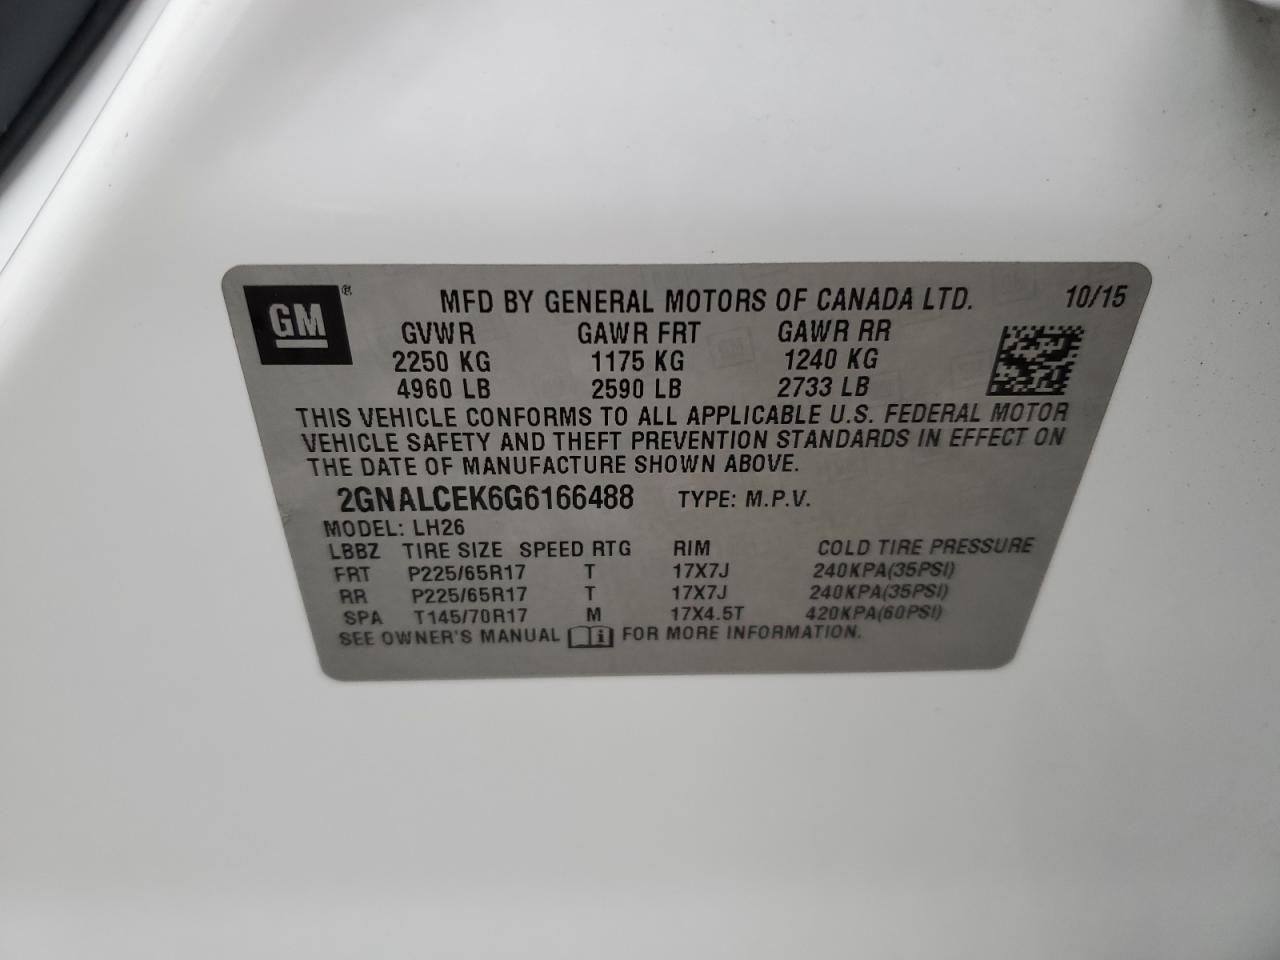 GM ® MFD BY GENERAL MOTORS OF CANADA LTD. 10/15
GVWR GAWR FRT GAWR RR
2250 KG 1175 KG 1240 KG
4960 LB 2590 LB 2733 LB
THIS VEHICLE CONFORMS TO ALL APPLICABLE U.S. FEDERAL MOTOR
VEHICLE SAFETY AND THEFT PREVENTION STANDARDS IN EFFECT ON
THE DATE OF MANUFACTURE SHOWN ABOVE.
2GNALCEK6G6166488 TYPE: M.P.V.
MODEL: LH26
LBBZ TIRE SIZE SPEED RTG RIM COLD TIRE PRESSURE
FRT P225/65R17 T 17X7J 240KPA(35PSI)
RR P225/65R17 T 17X7J 240KPA(35PSI)
SPA T145/70R17 M 17X4.5T 420KPA(60PSI)
SEE OWNER'S MANUAL i FOR MORE INFORMATION.